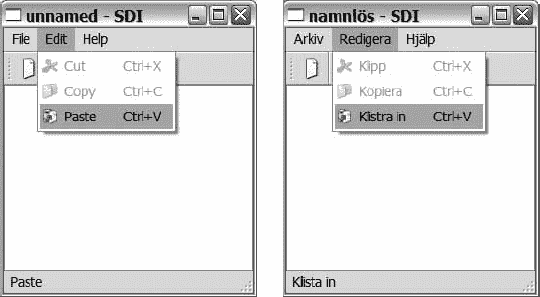 unnamed - SDI
File Edit Help
Cut Ctrl+X
Copy Ctrl+C
Paste Ctrl+V
Paste
namnlös - SDI
Arkiv Redigera Hjälp
Kipp Ctrl+X
Kopiera Ctrl+C
Klistra in Ctrl+V
Klista in